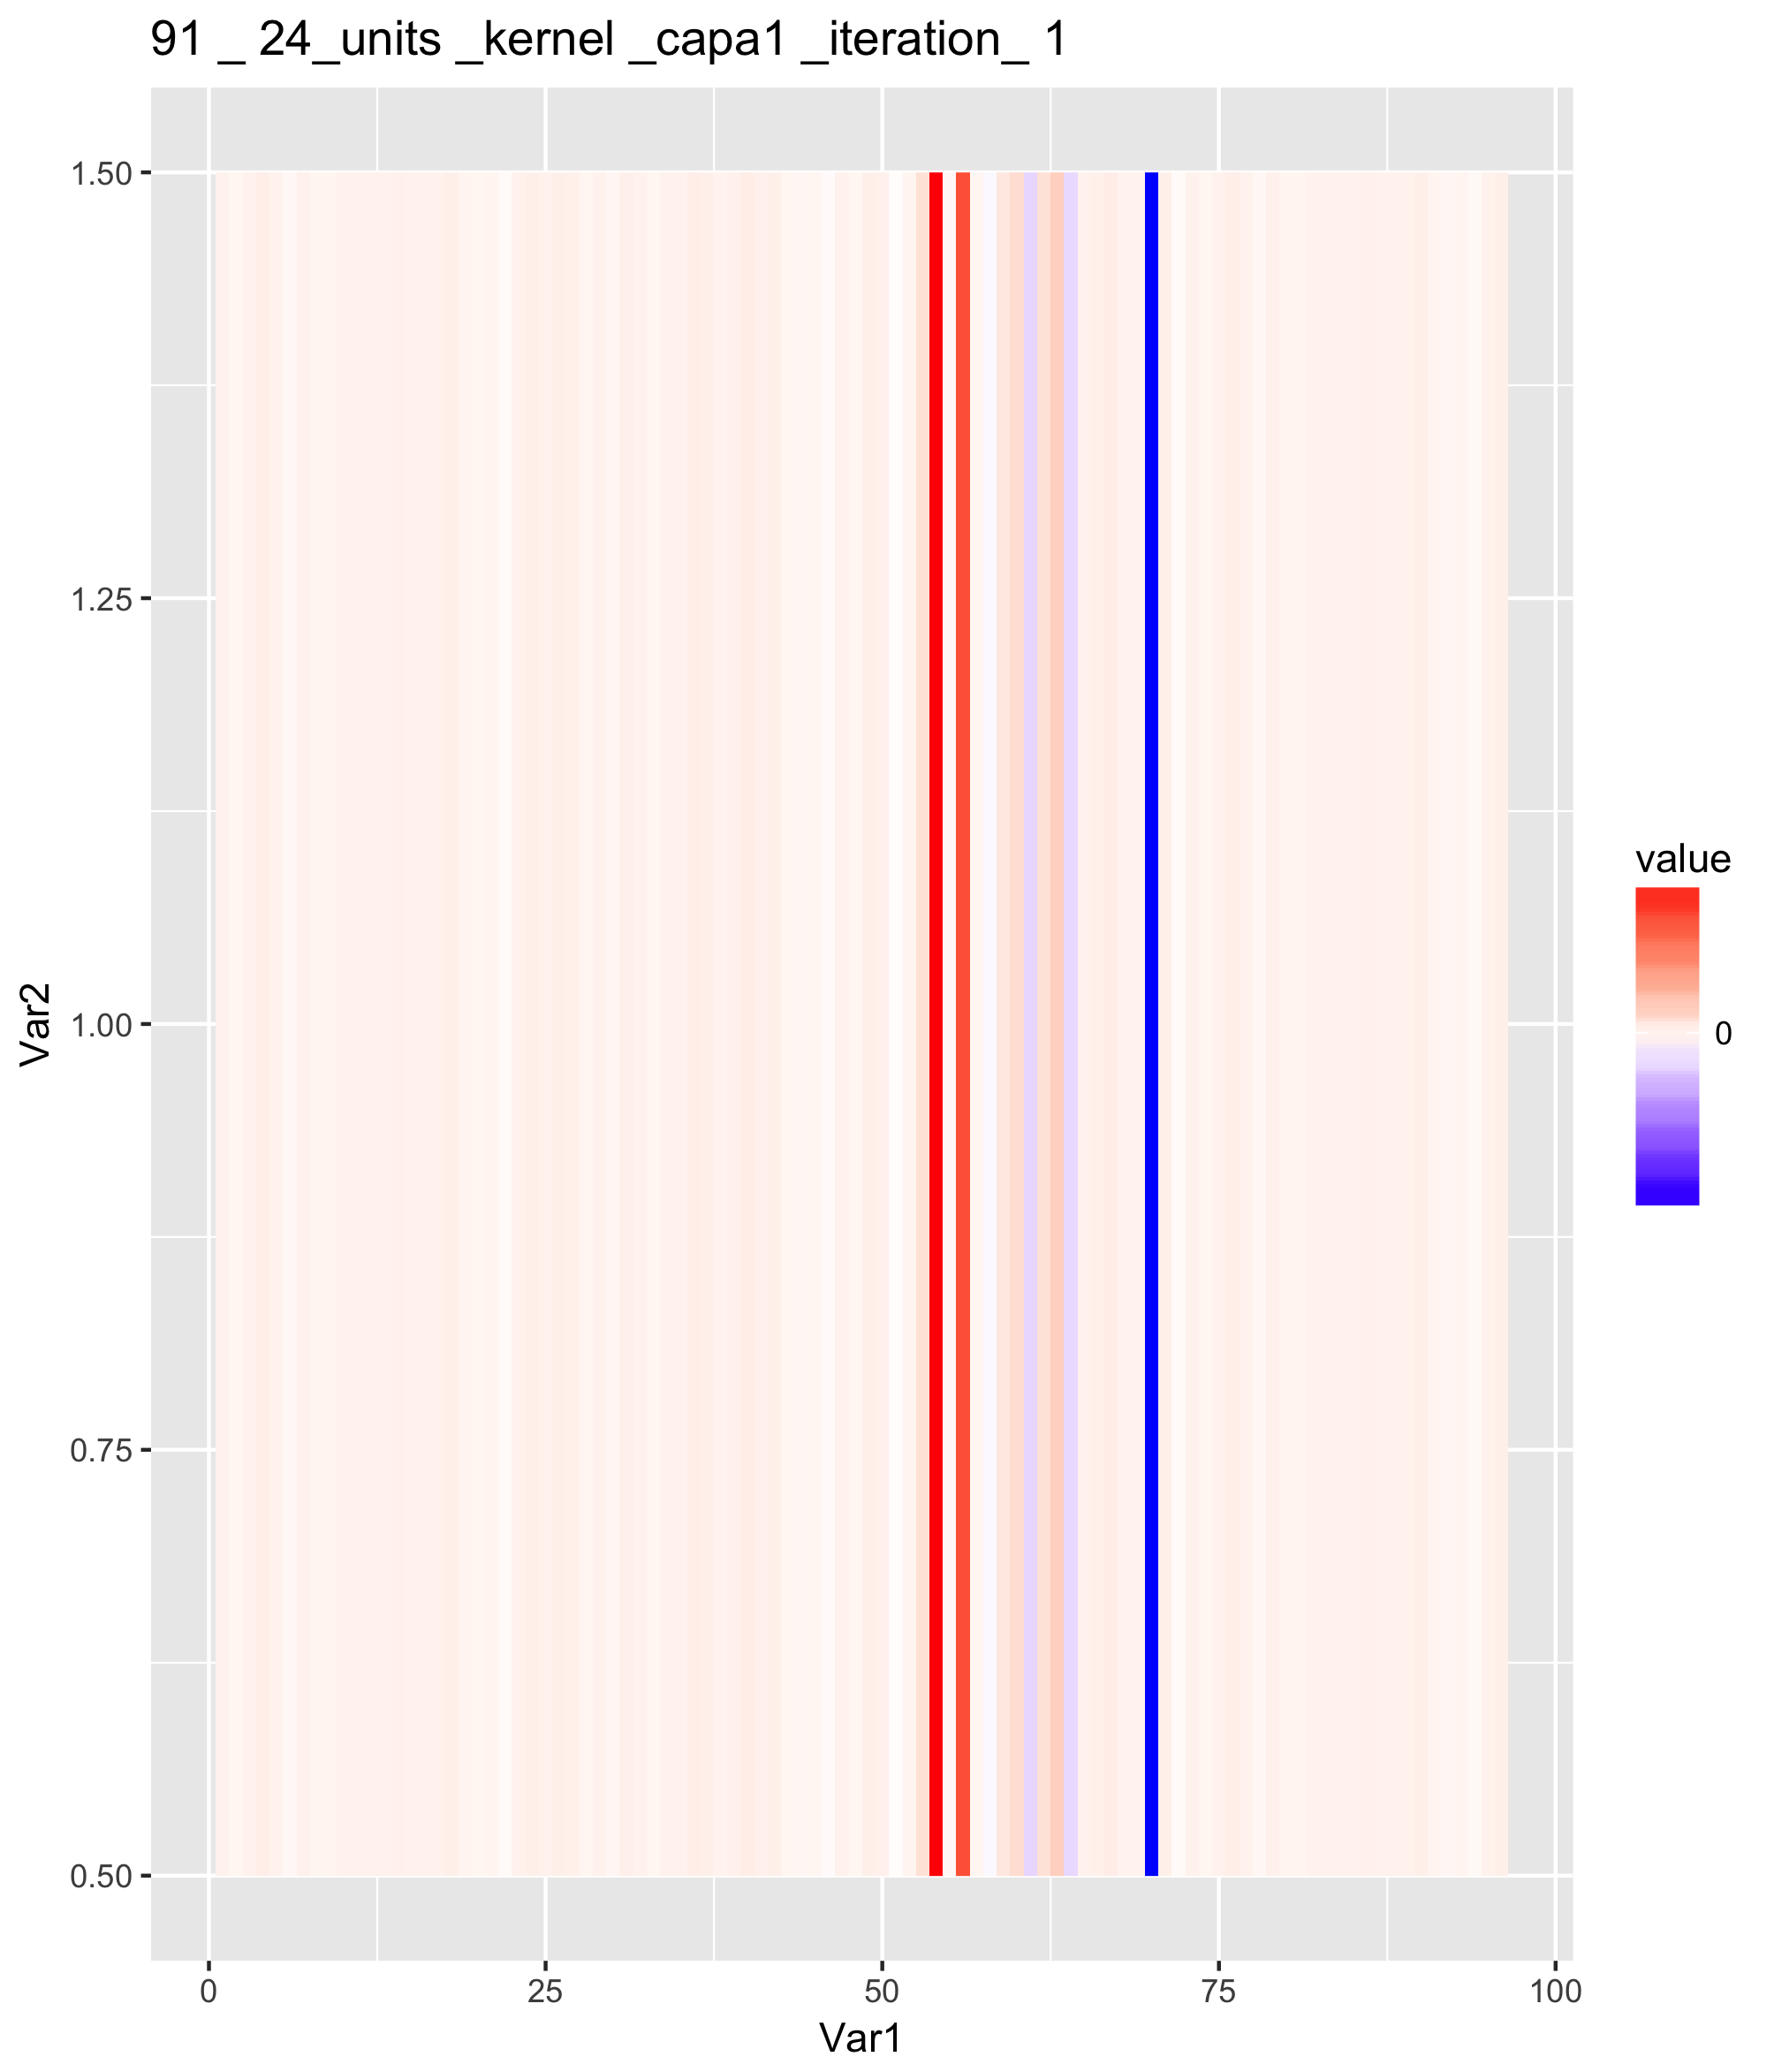 91 _ 24_units _kernel _capa1 _iteration_ 1
1.50
1.25
1.00
0.75
0.50
Var2
0
25
50
75
100
Var1
value
0